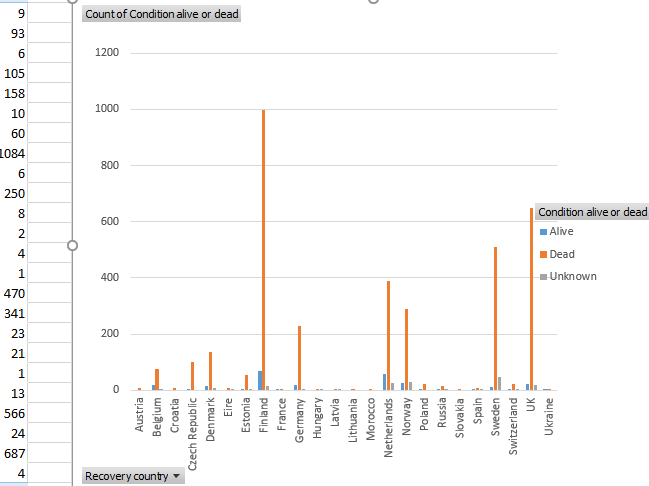 9
93
6
105
158
10
60
1084
6
250
8
2
4
1
470
341
23
21
1
13
566
24
687
4
Count of Condition alive or dead
1200
1000
800
600
400
200
0
Austria
Belgium
Croatia
Czech Republic
Denmark
Eire
Estonia
Finland
France
Germany
Hungary
Latvia
Lithuania
Morocco
Netherlands
Norway
Poland
Russia
Slovakia
Spain
Sweden
Switzerland
UK
Ukraine
Condition alive or dead
Alive
Dead
Unknown
Recovery country